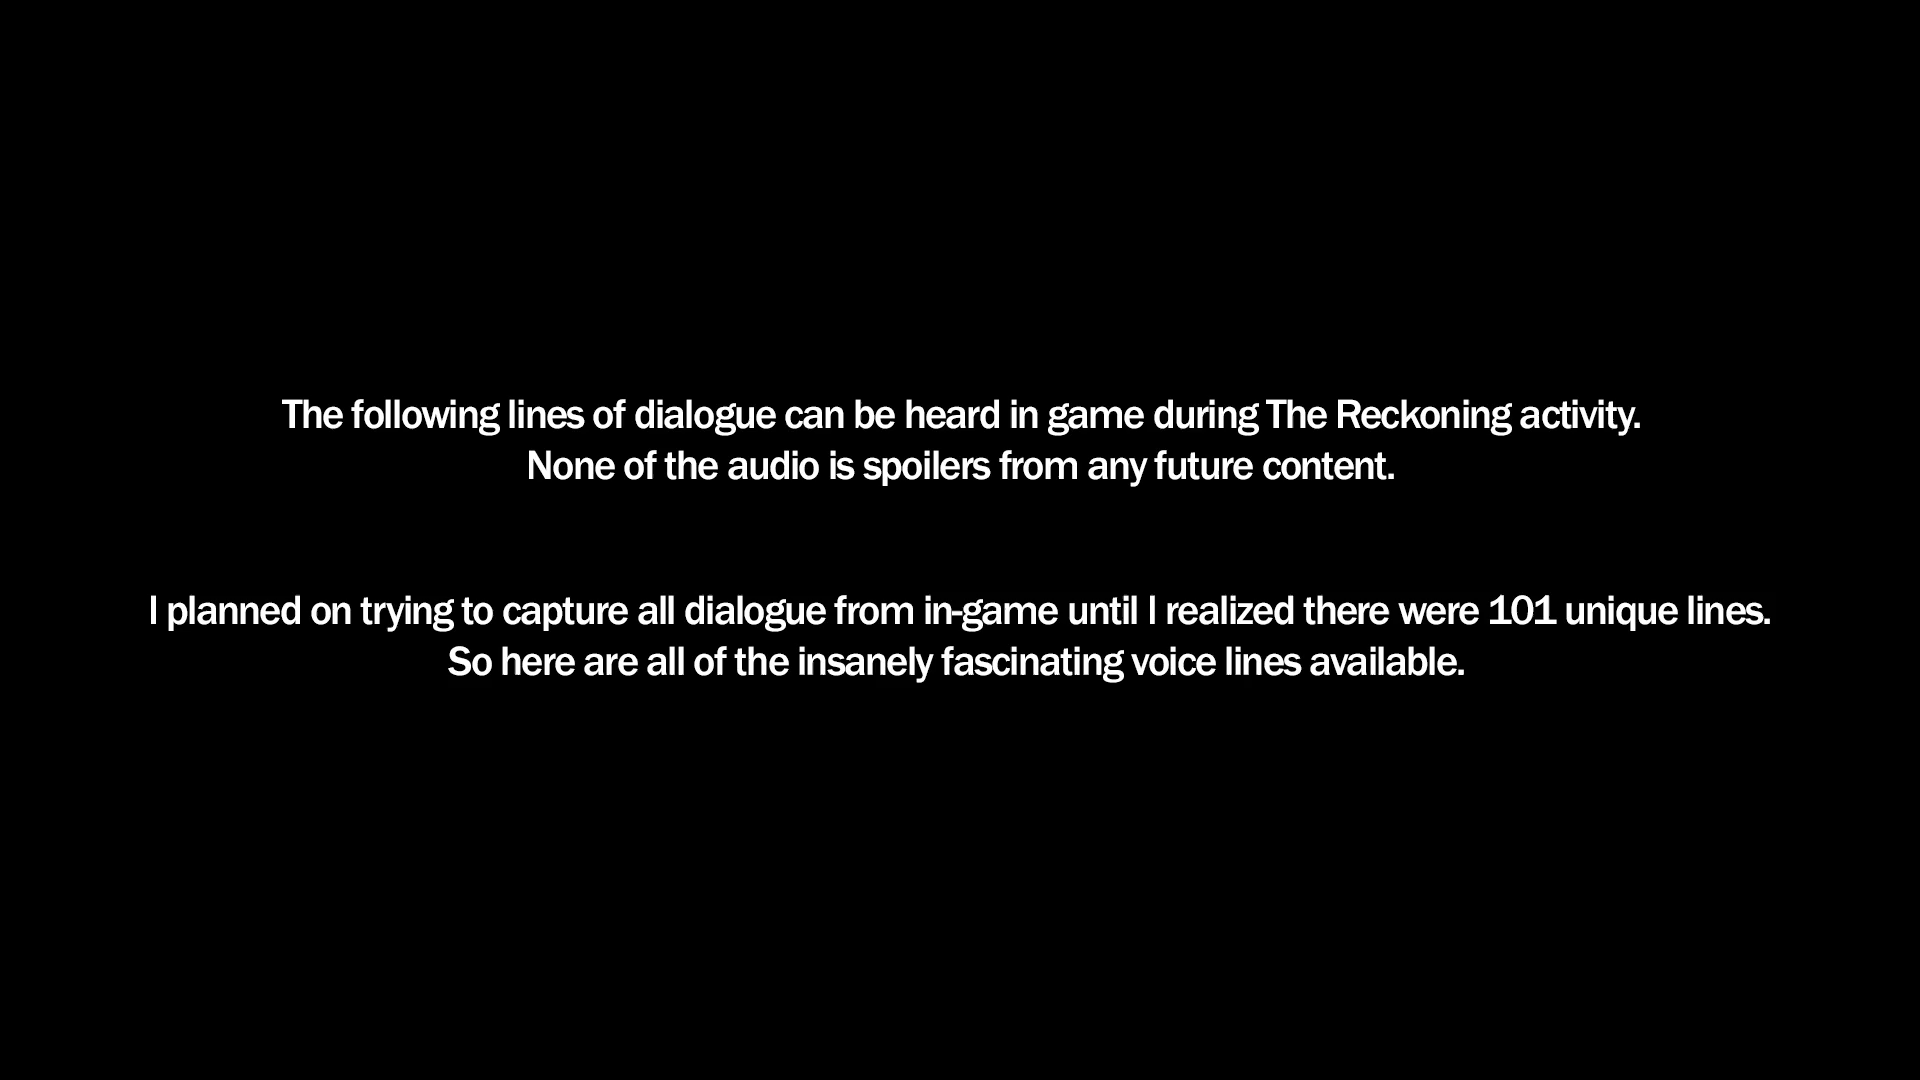 The following lines of dialogue can be heard in game during The Reckoning activity.
None of the audio is spoilers from any future content.
I planned on trying to capture all dialogue from in-game until I realized there were 101 unique lines.
So here are all of the insanely fascinating voice lines available.